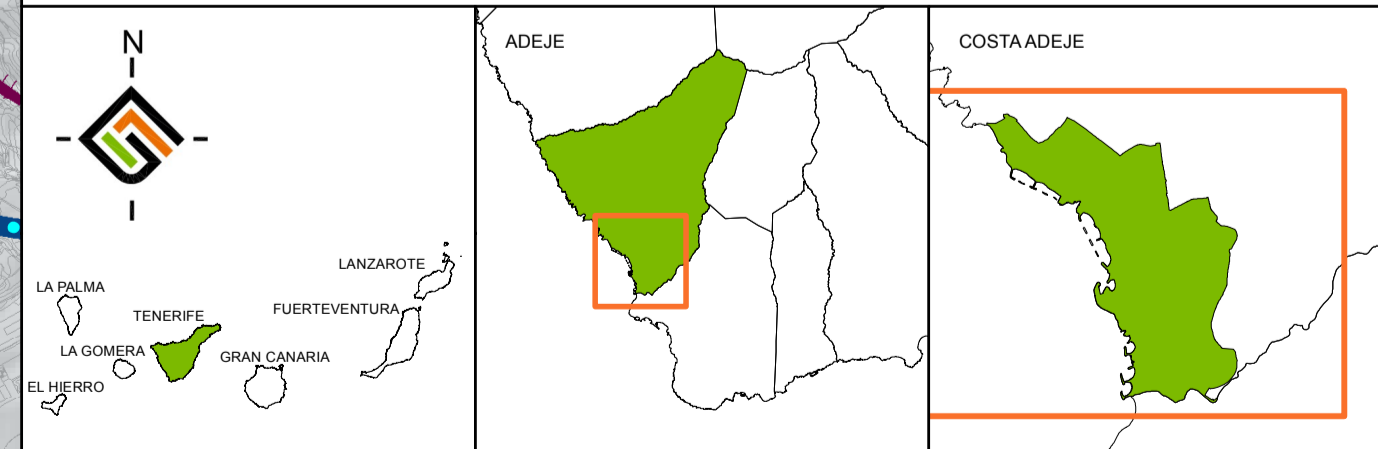 N
LA PALMA
LANZAROTE
TENERIFE
FUERTEVENTURA
LA GOMERA
GRAN CANARIA
EL HIERRO
ADEJE
COSTA ADEJE